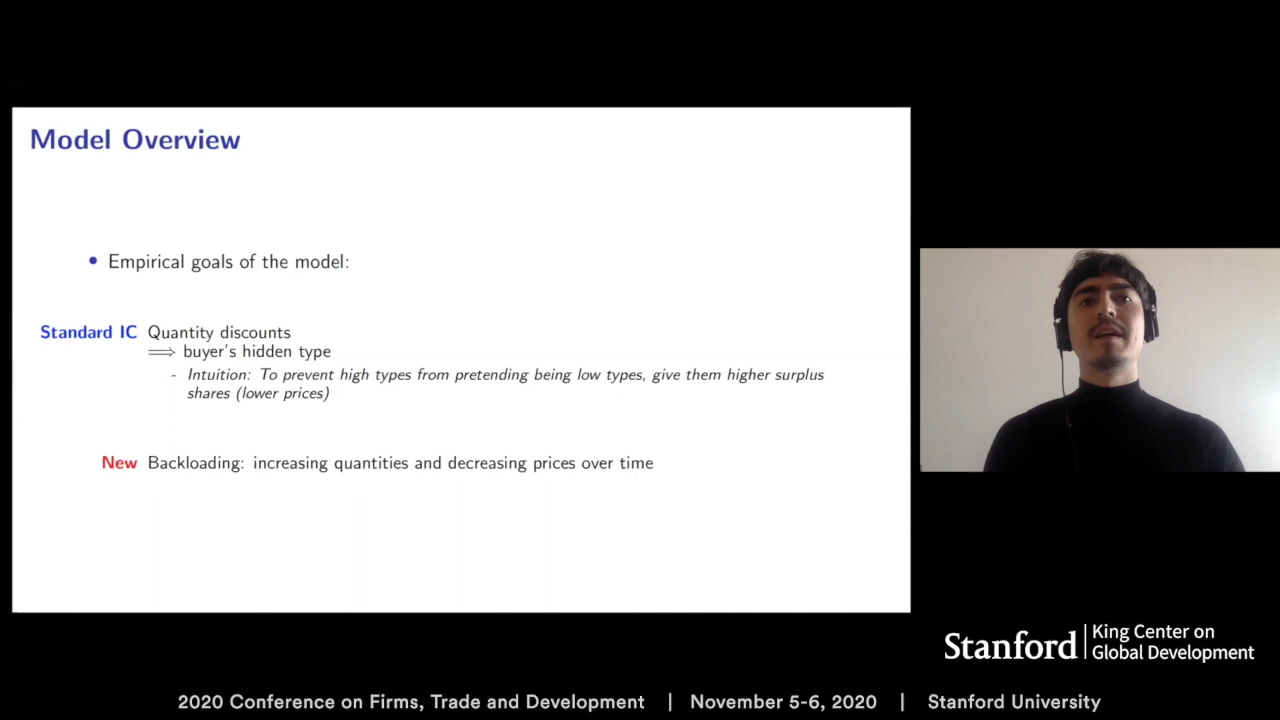 Model Overview
• Empirical goals of the model:
Standard IC Quantity discounts
⟹ buyer's hidden type
- Intuition: To prevent high types from pretending being low types, give them higher surplus
shares (lower prices)
New Backloading: increasing quantities and decreasing prices over time
Stanford | King Center on
Global Development
2020 Conference on Firms, Trade and Development | November 5-6, 2020 | Stanford University